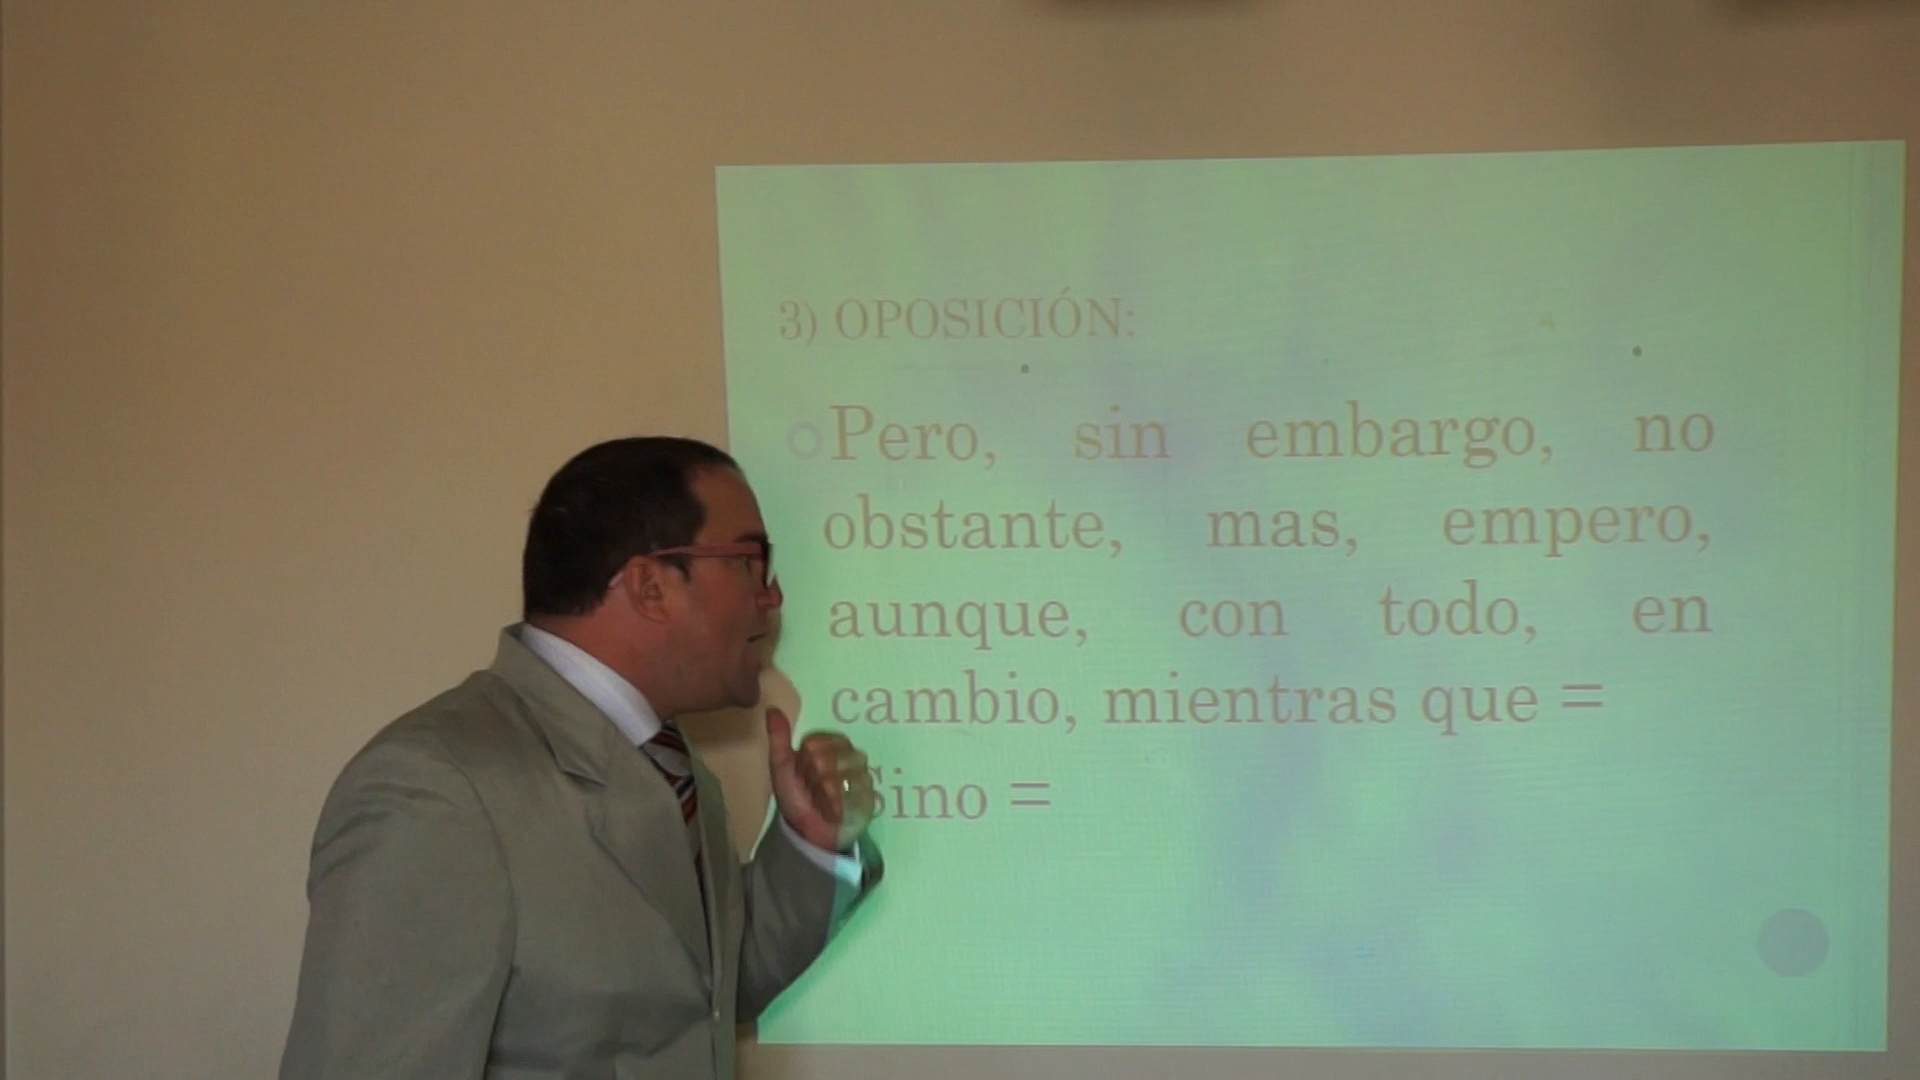 3) OPOSICIÓN:
Pero, sin embargo, no
obstante, mas, empero,
aunque, con todo, en
cambio, mientras que =
Sino =